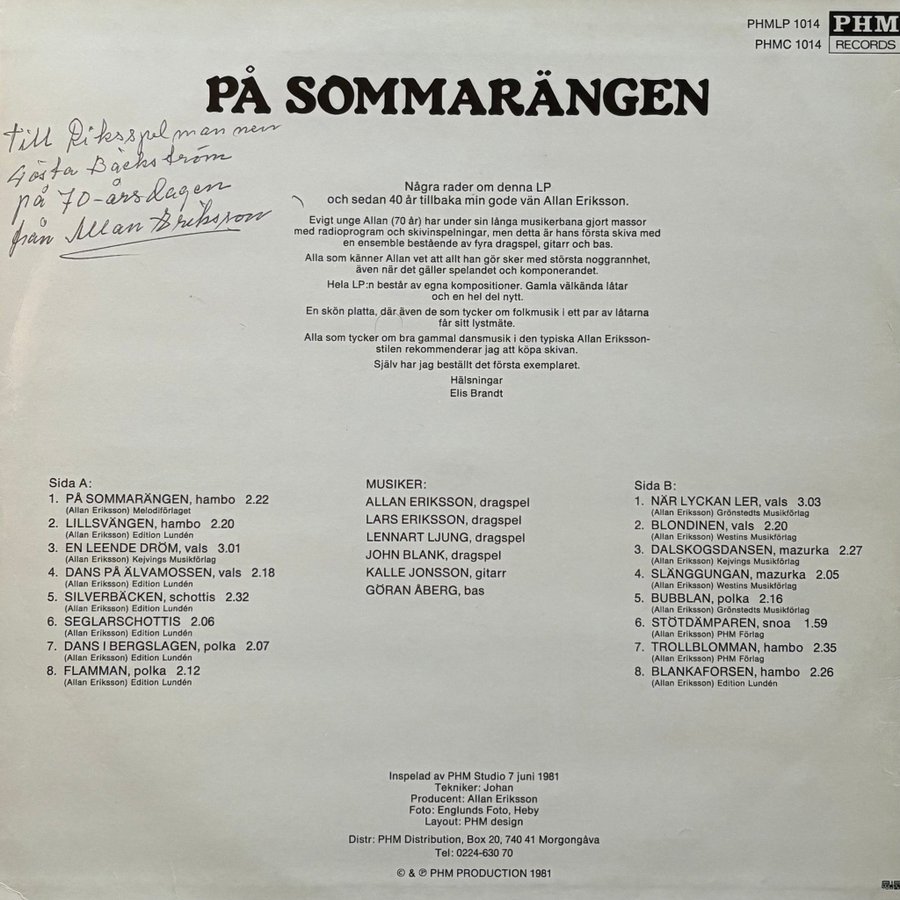 PHMLP 1014
PHMC 1014
PHM
RECORDS
PÅ SOMMARÄNGEN
till Riksspelmannen
Gösta Bäckström
på 70-årsdagen
från Allan Eriksson
Några rader om denna LP
och sedan 40 år tillbaka min gode vän Allan Eriksson.
Evigt unge Allan (70 år) har under sin långa musikerbana gjort massor
med radioprogram och skivinspelningar, men detta är hans första skiva med
en ensemble bestående av fyra dragspel, gitarr och bas.
Alla som känner Allan vet att allt han gör sker med största noggrannhet,
även när det gäller spelandet och komponerandet.
Hela LP:n består av egna kompositioner. Gamla välkända låtar
och en hel del nytt.
En skön platta, där även de som tycker om folkmusik i ett par av låtarna
får sitt lystmäte.
Alla som tycker om bra gammal dansmusik i den typiska Allan Eriksson-
stilen rekommenderar jag att köpa skivan.
Själv har jag beställt det första exemplaret.
Hälsningar
Elis Brandt
Sida A:
1. PÅ SOMMARÄNGEN, hambo 2.22
(Allan Eriksson) Melodiförlaget
2. LILLSVÄNGEN, hambo 2.20
(Allan Eriksson) Edition Lundén
3. EN LEENDE DRÖM, vals 3.01
(Allan Eriksson) Kejvings Musikförlag
4. DANS PÅ ÄLVAMOSSEN, vals 2.18
(Allan Eriksson) Edition Lundén
5. SILVERBÄCKEN, schottis 2.32
(Allan Eriksson) Edition Lundén
6. SEGLARSCHOTTIS 2.06
(Allan Eriksson) Edition Lundén
7. DANS I BERGSLAGEN, polka 2.07
(Allan Eriksson) Edition Lundén
8. FLAMMAN, polka 2.12
(Allan Eriksson) Edition Lundén
MUSIKER:
ALLAN ERIKSSON, dragspel
LARS ERIKSSON, dragspel
LENNART LJUNG, dragspel
JOHN BLANK, dragspel
KALLE JONSSON, gitarr
GÖRAN ÅBERG, bas
Sida B:
1. NÄR LYCKAN LER, vals 3.03
(Allan Eriksson) Grönstedts Musikförlag
2. BLONDINEN, vals 2.20
(Allan Eriksson) Westins Musikförlag
3. DALSKOGSDANSEN, mazurka 2.27
(Allan Eriksson) Kejvings Musikförlag
4. SLÄNGGUNGAN, mazurka 2.05
(Allan Eriksson) Westins Musikförlag
5. BUBBLAN, polka 2.16
(Allan Eriksson) Grönstedts Musikförlag
6. STÖTDÄMPAREN, snoa 1.59
(Allan Eriksson) PHM Förlag
7. TROLLBLOMMAN, hambo 2.35
(Allan Eriksson) PHM Förlag
8. BLANKAFORSEN, hambo 2.26
(Allan Eriksson) Edition Lundén
Inspelad av PHM Studio 7 juni 1981
Tekniker: Johan
Producent: Allan Eriksson
Foto: Englunds Foto, Heby
Layout: PHM design
Distr: PHM Distribution, Box 20, 740 41 Morgongåva
Tel: 0224-630 70
© & ℗ PHM PRODUCTION 1981